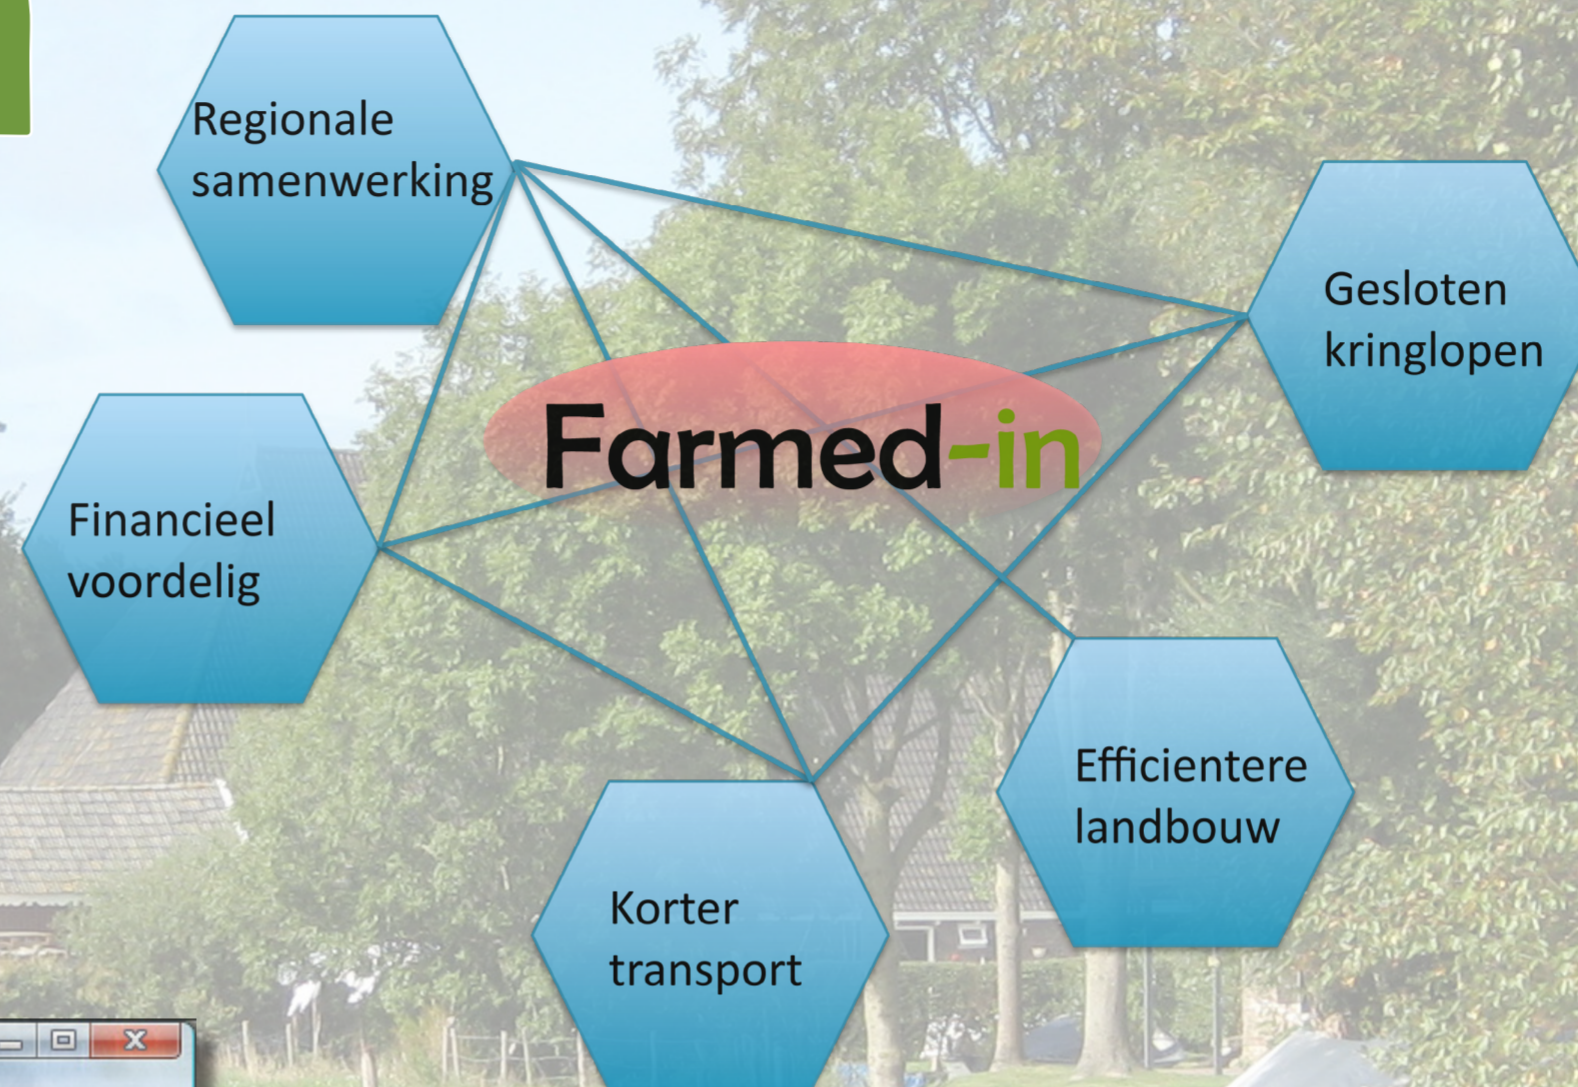 Regionale
samenwerking
Gesloten
kringlopen
Farmed-in
Financieel
voordelig
Efficientere
landbouw
Korter
transport